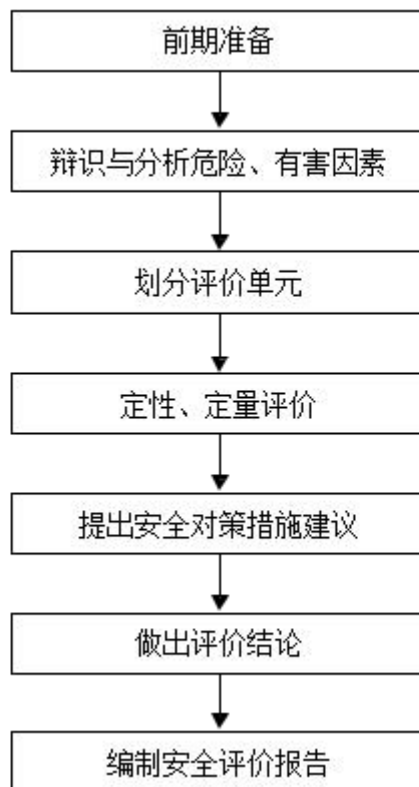 前期准备
辩识与分析危险、有害因素
划分评价单元
定性、定量评价
提出安全对策措施建议
做出评价结论
编制安全评价报告